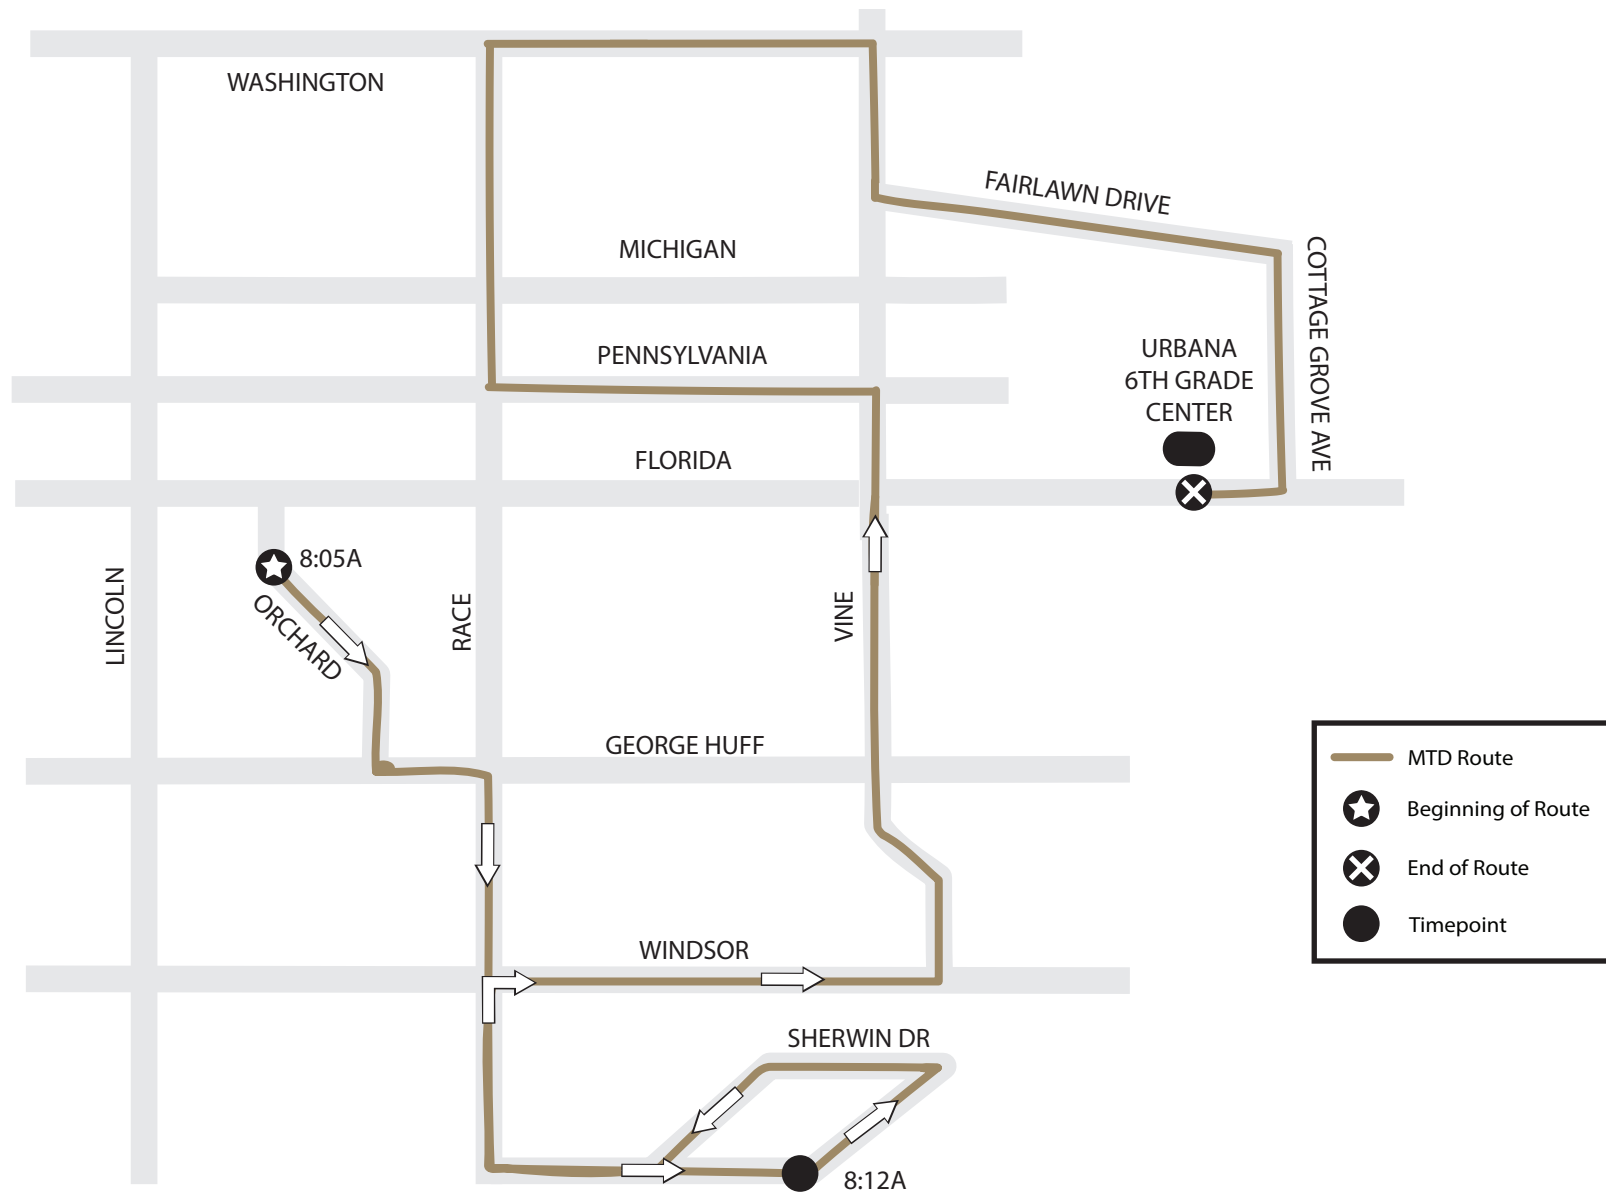 WASHINGTON
FAIRLAWN DRIVE
MICHIGAN
COTTAGE GROVE AVE
PENNSYLVANIA
URBANA
6TH GRADE
CENTER
FLORIDA
8:05A
ORCHARD
LINCOLN
RACE
VINE
GEORGE HUFF
MTD Route
Beginning of Route
End of Route
Timepoint
WINDSOR
SHERWIN DR
8:12A